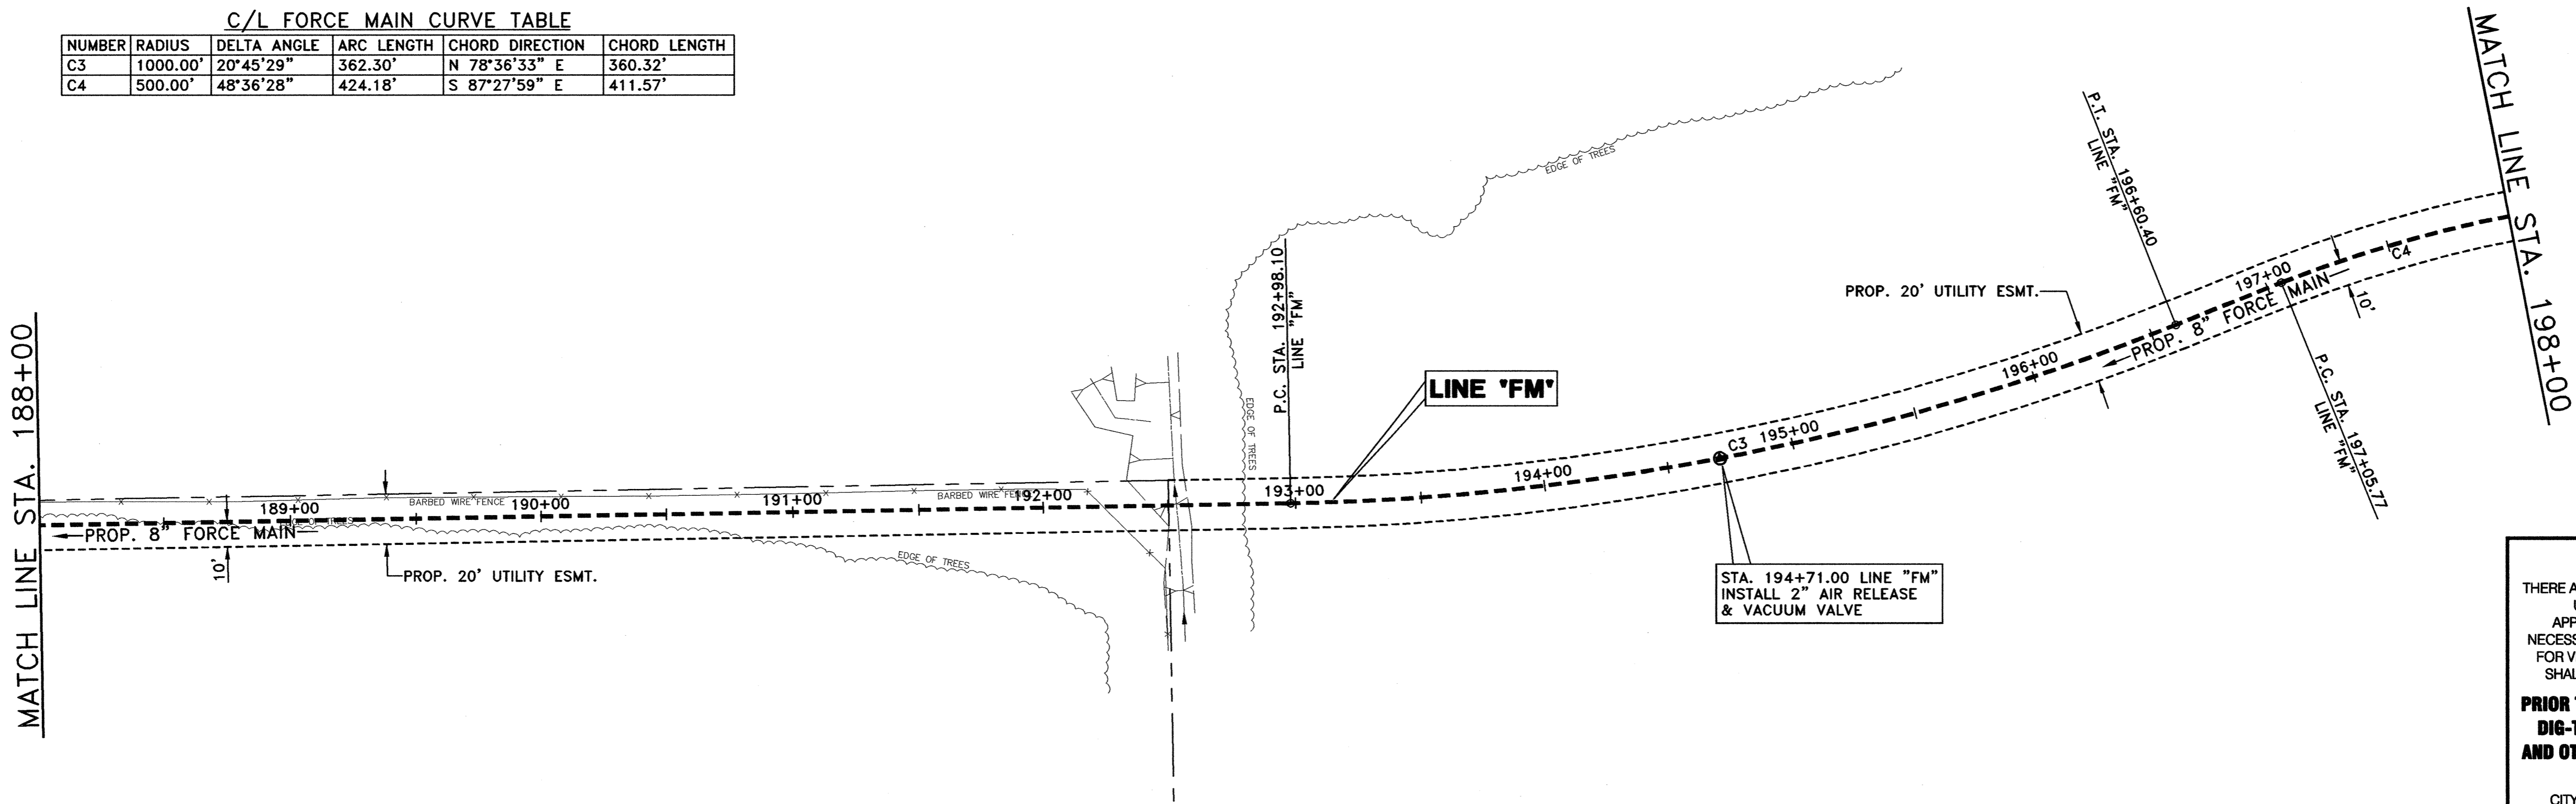 C/L FORCE MAIN CURVE TABLE
NUMBER RADIUS DELTA ANGLE ARC LENGTH CHORD DIRECTION CHORD LENGTH
C3 1000.00' 20°45'29" 362.30' N 78°36'33" E 360.32'
C4 500.00' 48°36'28" 424.18' S 87°27'59" E 411.57'
MATCH LINE STA. 188+00
189+00
EDGE OF TREES
PROP. 8" FORCE MAIN
10'
BARBED WIRE FENCE
190+00
PROP. 20' UTILITY ESMT.
191+00
BARBED WIRE FENCE
192+00
EDGE OF TREES
EDGE OF TREES
P.C. STA. 192+98.10
LINE "FM"
193+00
LINE "FM"
EDGE OF TREES
194+00
C3
195+00
STA. 194+71.00 LINE "FM"
INSTALL 2" AIR RELEASE
& VACUUM VALVE
PROP. 20' UTILITY ESMT.
196+00
P.T. STA. 196+60.40
LINE "FM"
PROP. 8" FORCE MAIN
197+00
10'
P.C. STA. 197+05.77
LINE "FM"
C4
MATCH LINE STA. 198+00
THERE A
APP
NECESS
FOR V
SHAL
PRIOR
DIG-T
AND OT
CITY